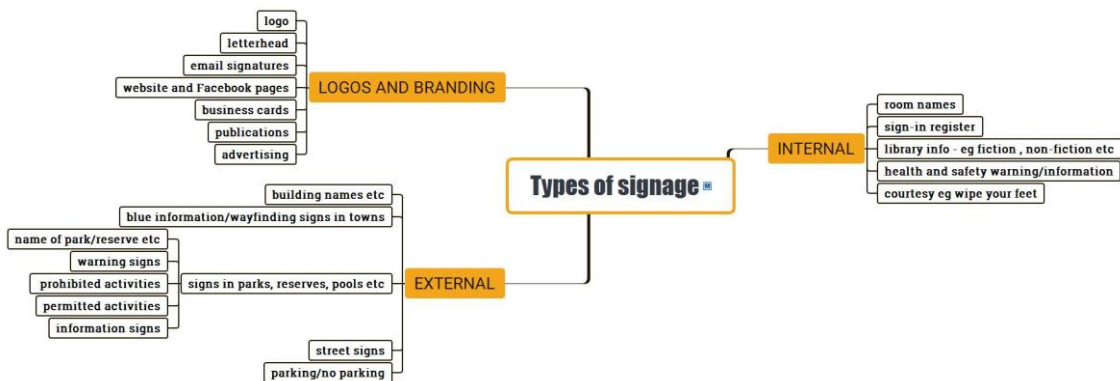 Types of signage
LOGOS AND BRANDING
logo
letterhead
email signatures
website and Facebook pages
business cards
publications
advertising
EXTERNAL
building names etc
blue information/wayfinding signs in towns
signs in parks, reserves, pools etc
name of park/reserve etc
warning signs
prohibited activities
permitted activities
information signs
street signs
parking/no parking
INTERNAL
room names
sign-in register
library info - eg fiction , non-fiction etc
health and safety warning/information
courtesy eg wipe your feet